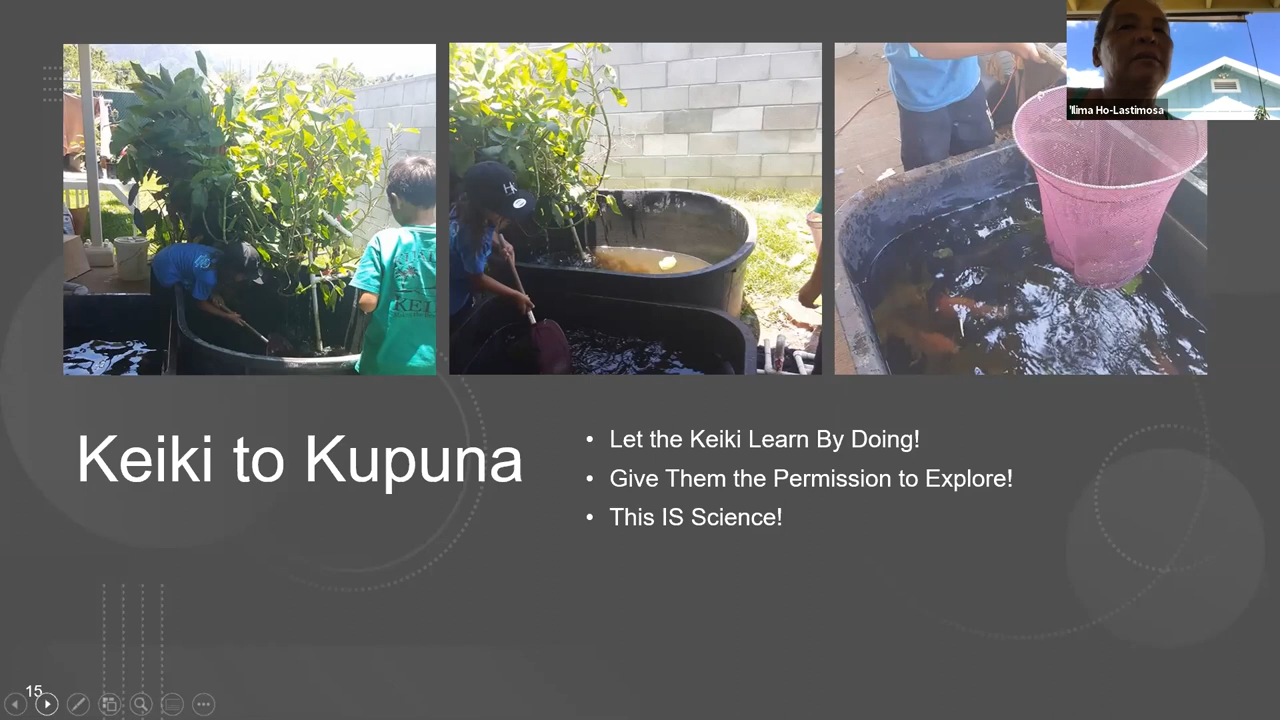 'Ilima Ho-Lastimosa
Keiki to Kupuna
• Let the Keiki Learn By Doing!
• Give Them the Permission to Explore!
• This IS Science!
15